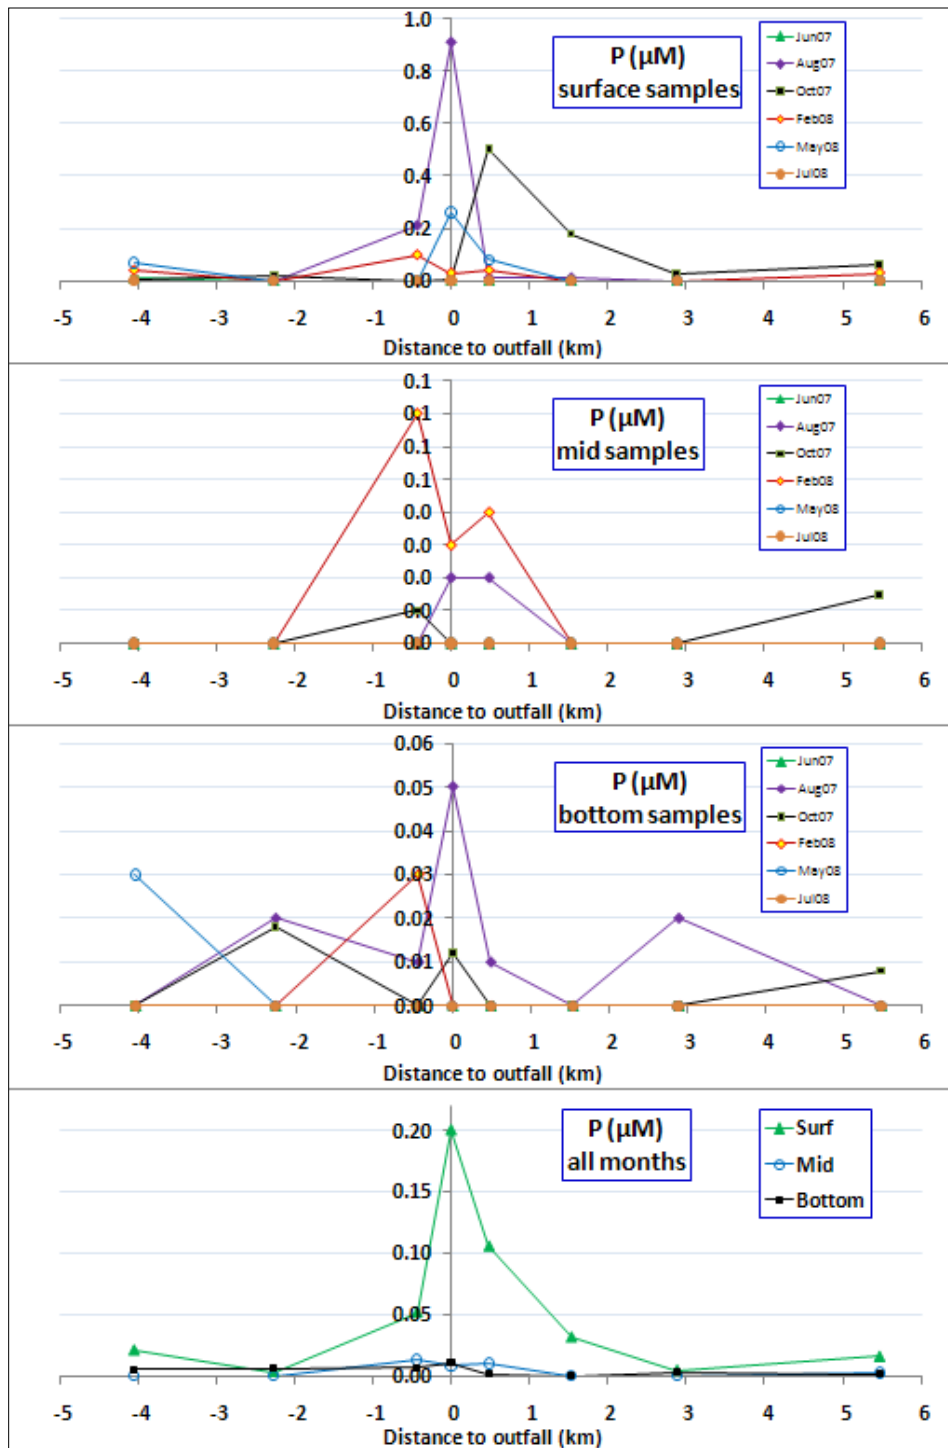 1.0
P (µM)
surface samples
Jun07
Aug07
Oct07
Feb08
May08
Jul08
0.8
0.6
0.4
0.2
0.0
-5 -4 -3 -2 -1 0 1 2 3 4 5 6
Distance to outfall (km)
0.1
P (µM)
mid samples
Jun07
Aug07
Oct07
Feb08
May08
Jul08
0.1
0.1
0.1
0.0
0.0
0.0
0.0
0.0
-5 -4 -3 -2 -1 0 1 2 3 4 5 6
Distance to outfall (km)
0.06
P (µM)
bottom samples
Jun07
Aug07
Oct07
Feb08
May08
Jul08
0.05
0.04
0.03
0.02
0.01
0.00
-5 -4 -3 -2 -1 0 1 2 3 4 5 6
Distance to outfall (km)
P (µM)
all months
Surf
Mid
Bottom
0.20
0.15
0.10
0.05
0.00
-5 -4 -3 -2 -1 0 1 2 3 4 5 6
Distance to outfall (km)